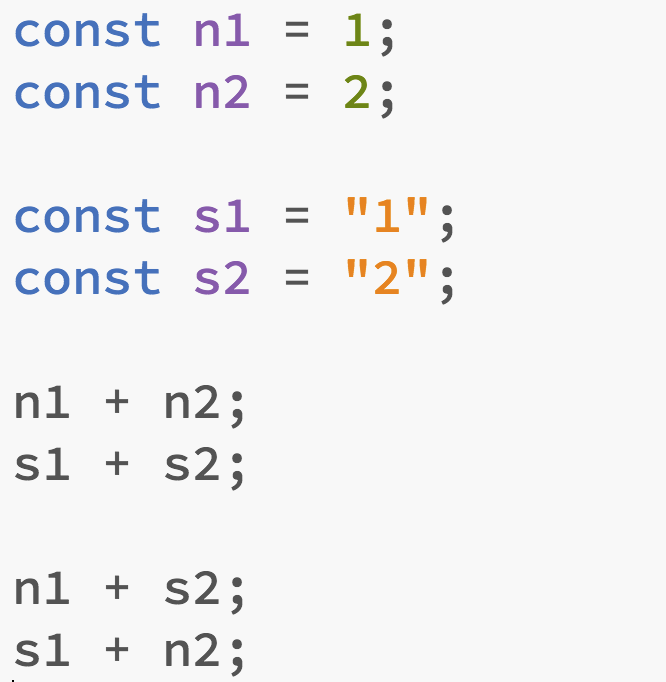 const n1 = 1;
const n2 = 2;
const s1 = "1";
const s2 = "2";
n1 + n2;
s1 + s2;
n1 + s2;
s1 + n2;